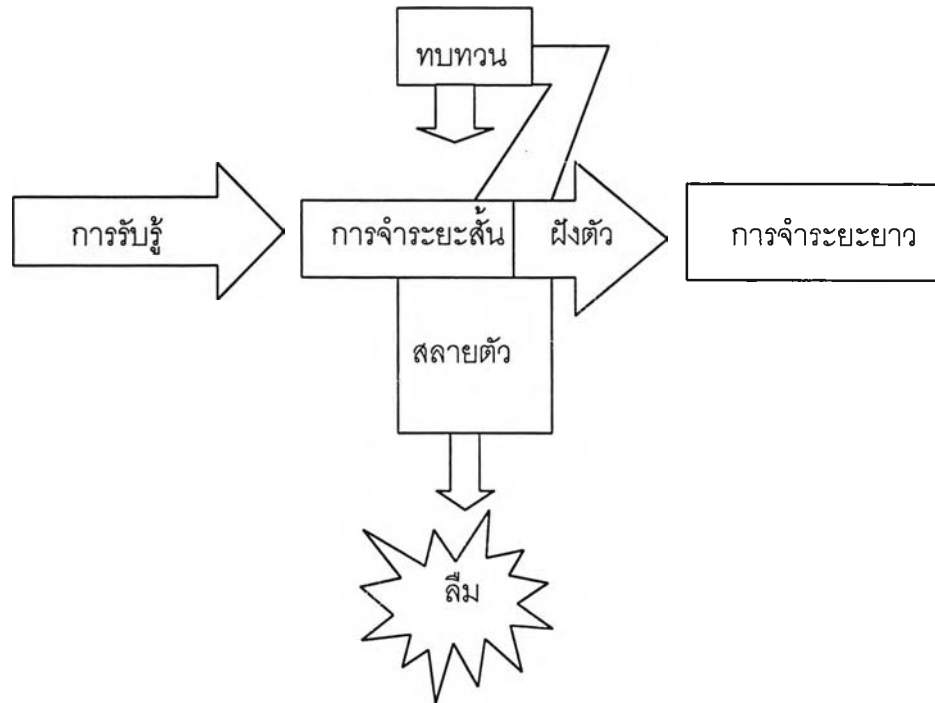 ทบทวน
การรับรู้
การจำระยะสั้น
ฝังตัว
การจำระยะยาว
สลายตัว
ลืม